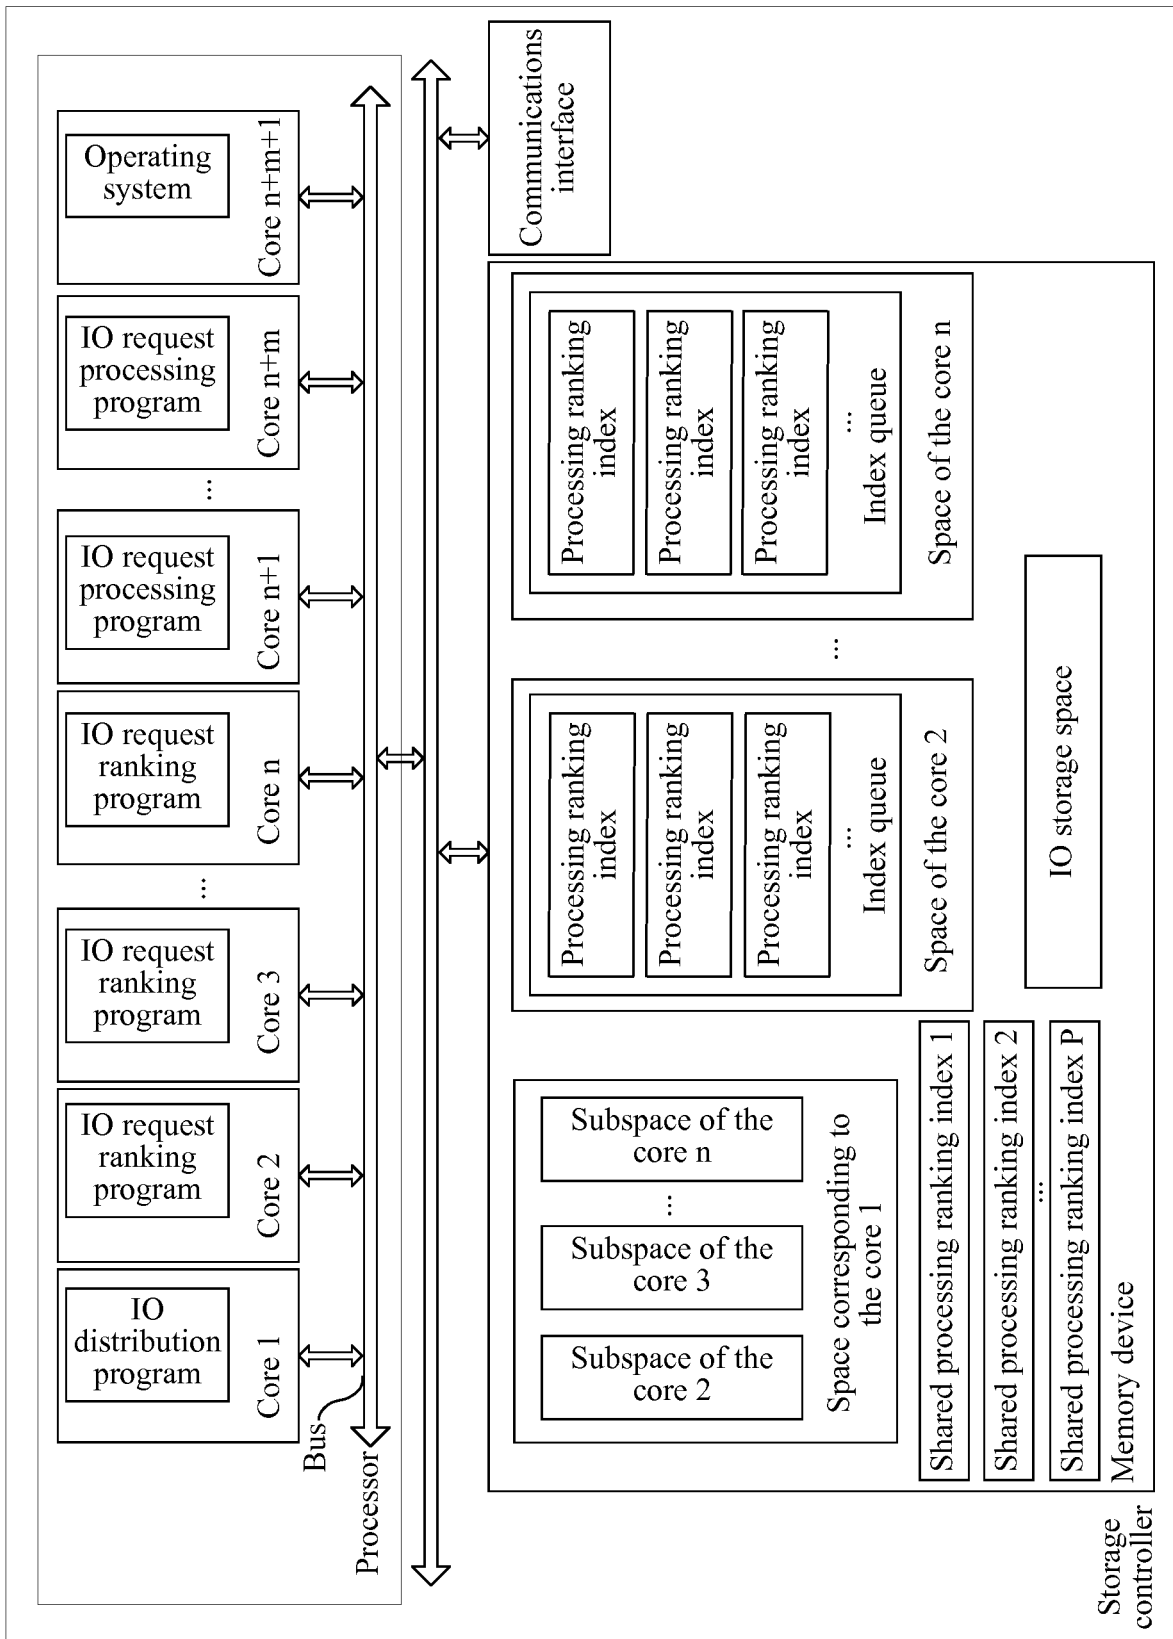 IO
distribution
program
Core 1
IO request
ranking
program
Core 2
IO request
ranking
program
Core 3
...
IO request
ranking
program
Core n
IO request
processing
program
Core n+1
...
IO request
processing
program
Core n+m
Operating
system
Core n+m+1
Bus
Processor
Communications
interface
Subspace of the
core 2
Subspace of the
core 3
...
Subspace of the
core n
Space corresponding to
the core 1
Processing ranking
index
Processing ranking
index
Processing ranking
index
...
Index queue
Space of the core 2
...
Processing ranking
index
Processing ranking
index
Processing ranking
index
...
Index queue
Space of the core n
Shared processing ranking index 1
Shared processing ranking index 2
...
Shared processing ranking index P
IO storage space
Memory device
Storage
controller